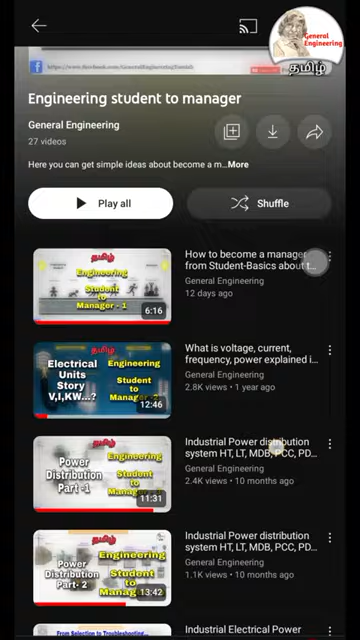 General
Engineering
தமிழ்
Engineering student to manager
General Engineering
27 videos
Here you can get simple ideas about become a m...More
Play all
Shuffle
தமிழ்
Engineering
Student
to
Manager - 1
6:16
How to become a manager
from Student-Basics about t...
General Engineering
12 days ago
தமிழ்
Electrical
Units
Story
V,I,KW...?
Engineering
Student
to
Manager
12:46
What is voltage, current,
frequency, power explained i...
General Engineering
2.8K views • 1 year ago
தமிழ்
Power
Distribution
Part -1
Engineering
Student
to
11:31
Industrial Power distribution
system HT, LT, MDB, PCC, PD...
General Engineering
2.4K views • 10 months ago
Power
Distribution
Part- 2
Engineering
Student
to
13:42
Industrial Power distribution
system HT, LT, MDB, PCC, PD...
General Engineering
1.1K views • 10 months ago
From Selection to Troubleshooting...
Industrial Electrical Power